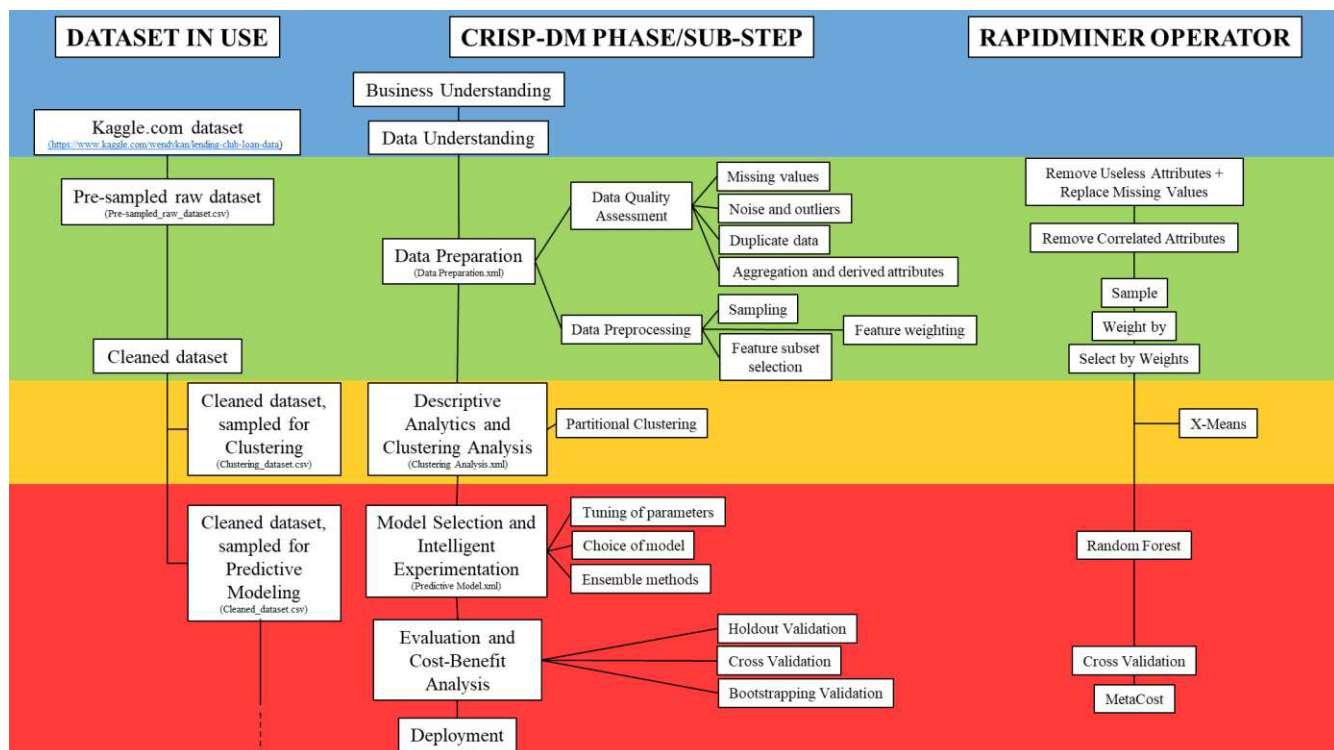 DATASET IN USE
CRISP-DM PHASE/SUB-STEP
RAPIDMINER OPERATOR
Business Understanding
Kaggle.com dataset
(https://www.kaggle.com/wendykan/lending-club-loan-data)
Data Understanding
Pre-sampled raw dataset
(Pre-sampled_raw_dataset.csv)
Data Preparation
(Data Preparation.xml)
Data Quality
Assessment
Missing values
Noise and outliers
Duplicate data
Aggregation and derived attributes
Data Preprocessing
Sampling
Feature weighting
Feature subset
selection
Remove Useless Attributes +
Replace Missing Values
Remove Correlated Attributes
Sample
Weight by
Select by Weights
Cleaned dataset
Cleaned dataset,
sampled for
Clustering
(Clustering_dataset.csv)
Descriptive
Analytics and
Clustering Analysis
(Clustering Analysis.xml)
Partitional Clustering
X-Means
Cleaned dataset,
sampled for
Predictive
Modeling
(Cleaned_dataset.csv)
Model Selection and
Intelligent
Experimentation
(Predictive Model.xml)
Tuning of parameters
Choice of model
Ensemble methods
Random Forest
Evaluation and
Cost-Benefit
Analysis
Holdout Validation
Cross Validation
Bootstrapping Validation
Cross Validation
MetaCost
Deployment